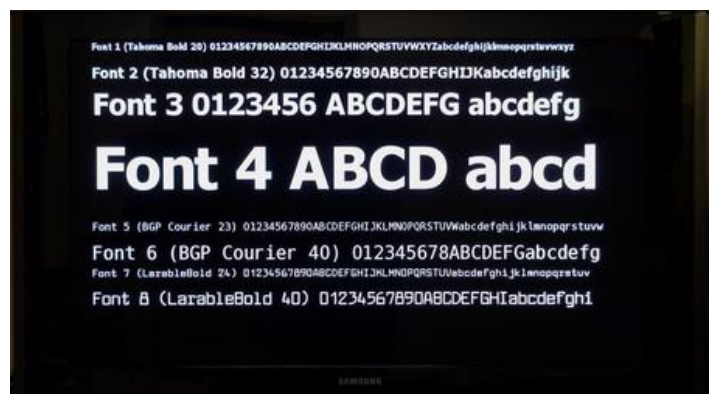 Font 1 (Tahoma Bold 20) 01234567890ABCDEFGHIJKLMNOPQRSTUVWXYZabcdefghijklmnopqrstuvwxyz
Font 2 (Tahoma Bold 32) 01234567890ABCDEFGHIJKabcdefghijk
Font 3 0123456 ABCDEFG abcdefg
Font 4 ABCD abcd
Font 5 (BGP Courier 23) 01234567890ABCDEFGHIJKLMNOPQRSTUVWabcdefghijklmnopqrstuvw
Font 6 (BGP Courier 40) 012345678ABCDEFGabcdefg
Font 7 (LarableBold 24) 01234567890ABCDEFGHIJKLMNOPQRSTUVabcdefghijklmnopqrstuv
Font 8 (LarableBold 40) 01234567890ABCDEFGHIabcdefghi
SAMSUNG